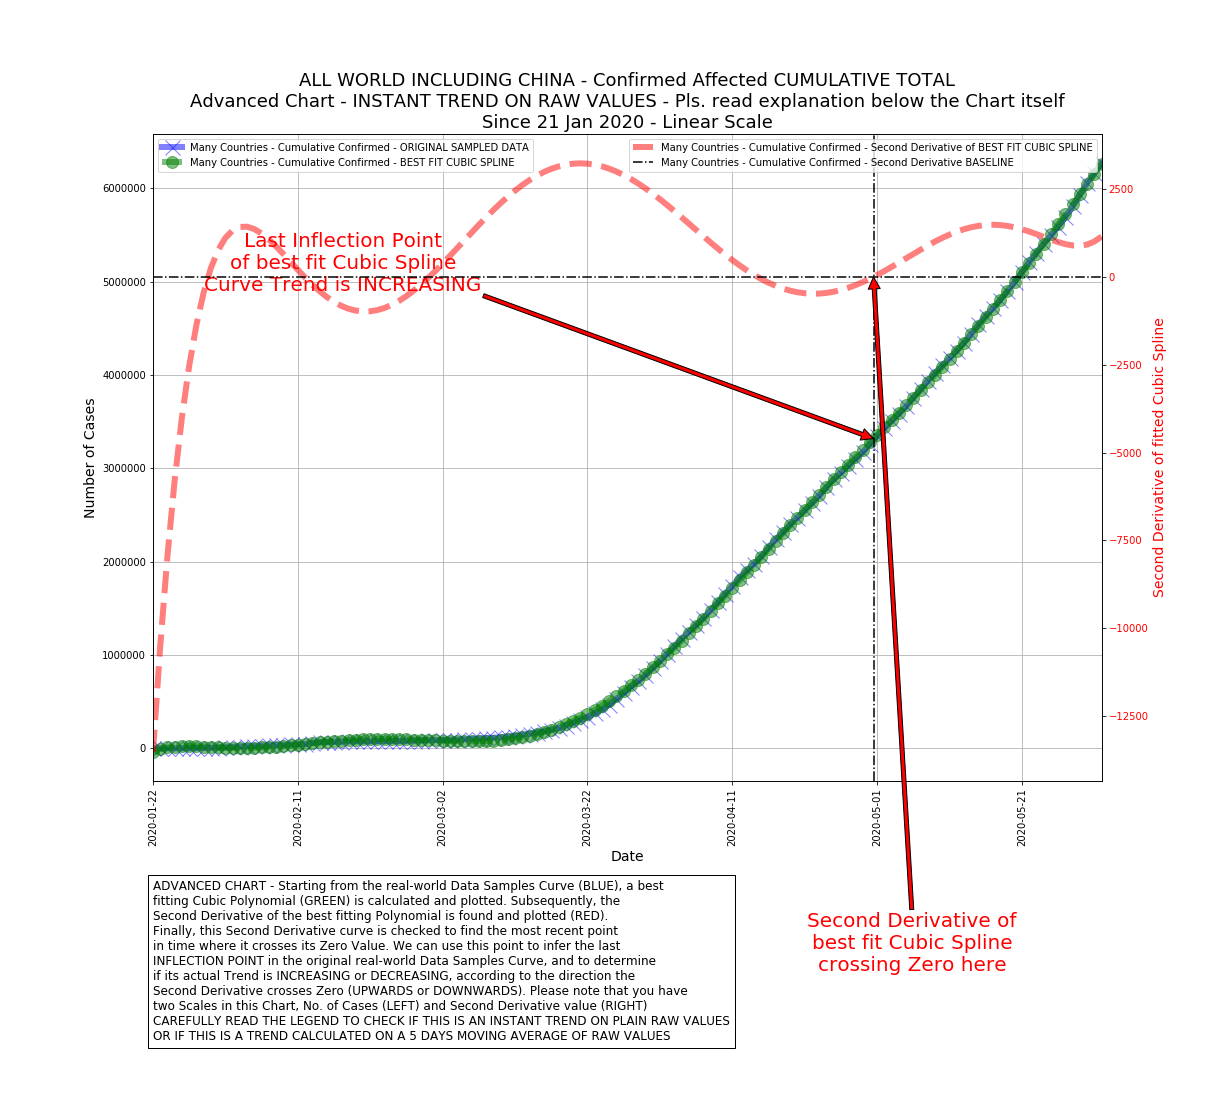 ALL WORLD INCLUDING CHINA - Confirmed Affected CUMULATIVE TOTAL
Advanced Chart - INSTANT TREND ON RAW VALUES - Pls. read explanation below the Chart itself
Since 21 Jan 2020 - Linear Scale
Many Countries - Cumulative Confirmed - ORIGINAL SAMPLED DATA
Many Countries - Cumulative Confirmed - BEST FIT CUBIC SPLINE
Many Countries - Cumulative Confirmed - Second Derivative of BEST FIT CUBIC SPLINE
Many Countries - Cumulative Confirmed - Second Derivative BASELINE
Last Inflection Point
of best fit Cubic Spline
Curve Trend is INCREASING
Number of Cases
6000000
5000000
4000000
3000000
2000000
1000000
0
2500
0
−2500
−5000
−7500
−10000
−12500
Second Derivative of fitted Cubic Spline
2020-01-22
2020-02-11
2020-03-02
2020-03-22
2020-04-11
2020-05-01
2020-05-21
Date
Second Derivative of
best fit Cubic Spline
crossing Zero here
ADVANCED CHART - Starting from the real-world Data Samples Curve (BLUE), a best
fitting Cubic Polynomial (GREEN) is calculated and plotted. Subsequently, the
Second Derivative of the best fitting Polynomial is found and plotted (RED).
Finally, this Second Derivative curve is checked to find the most recent point
in time where it crosses its Zero Value. We can use this point to infer the last
INFLECTION POINT in the original real-world Data Samples Curve, and to determine
if its actual Trend is INCREASING or DECREASING, according to the direction the
Second Derivative crosses Zero (UPWARDS or DOWNWARDS). Please note that you have
two Scales in this Chart, No. of Cases (LEFT) and Second Derivative value (RIGHT)
CAREFULLY READ THE LEGEND TO CHECK IF THIS IS AN INSTANT TREND ON PLAIN RAW VALUES
OR IF THIS IS A TREND CALCULATED ON A 5 DAYS MOVING AVERAGE OF RAW VALUES